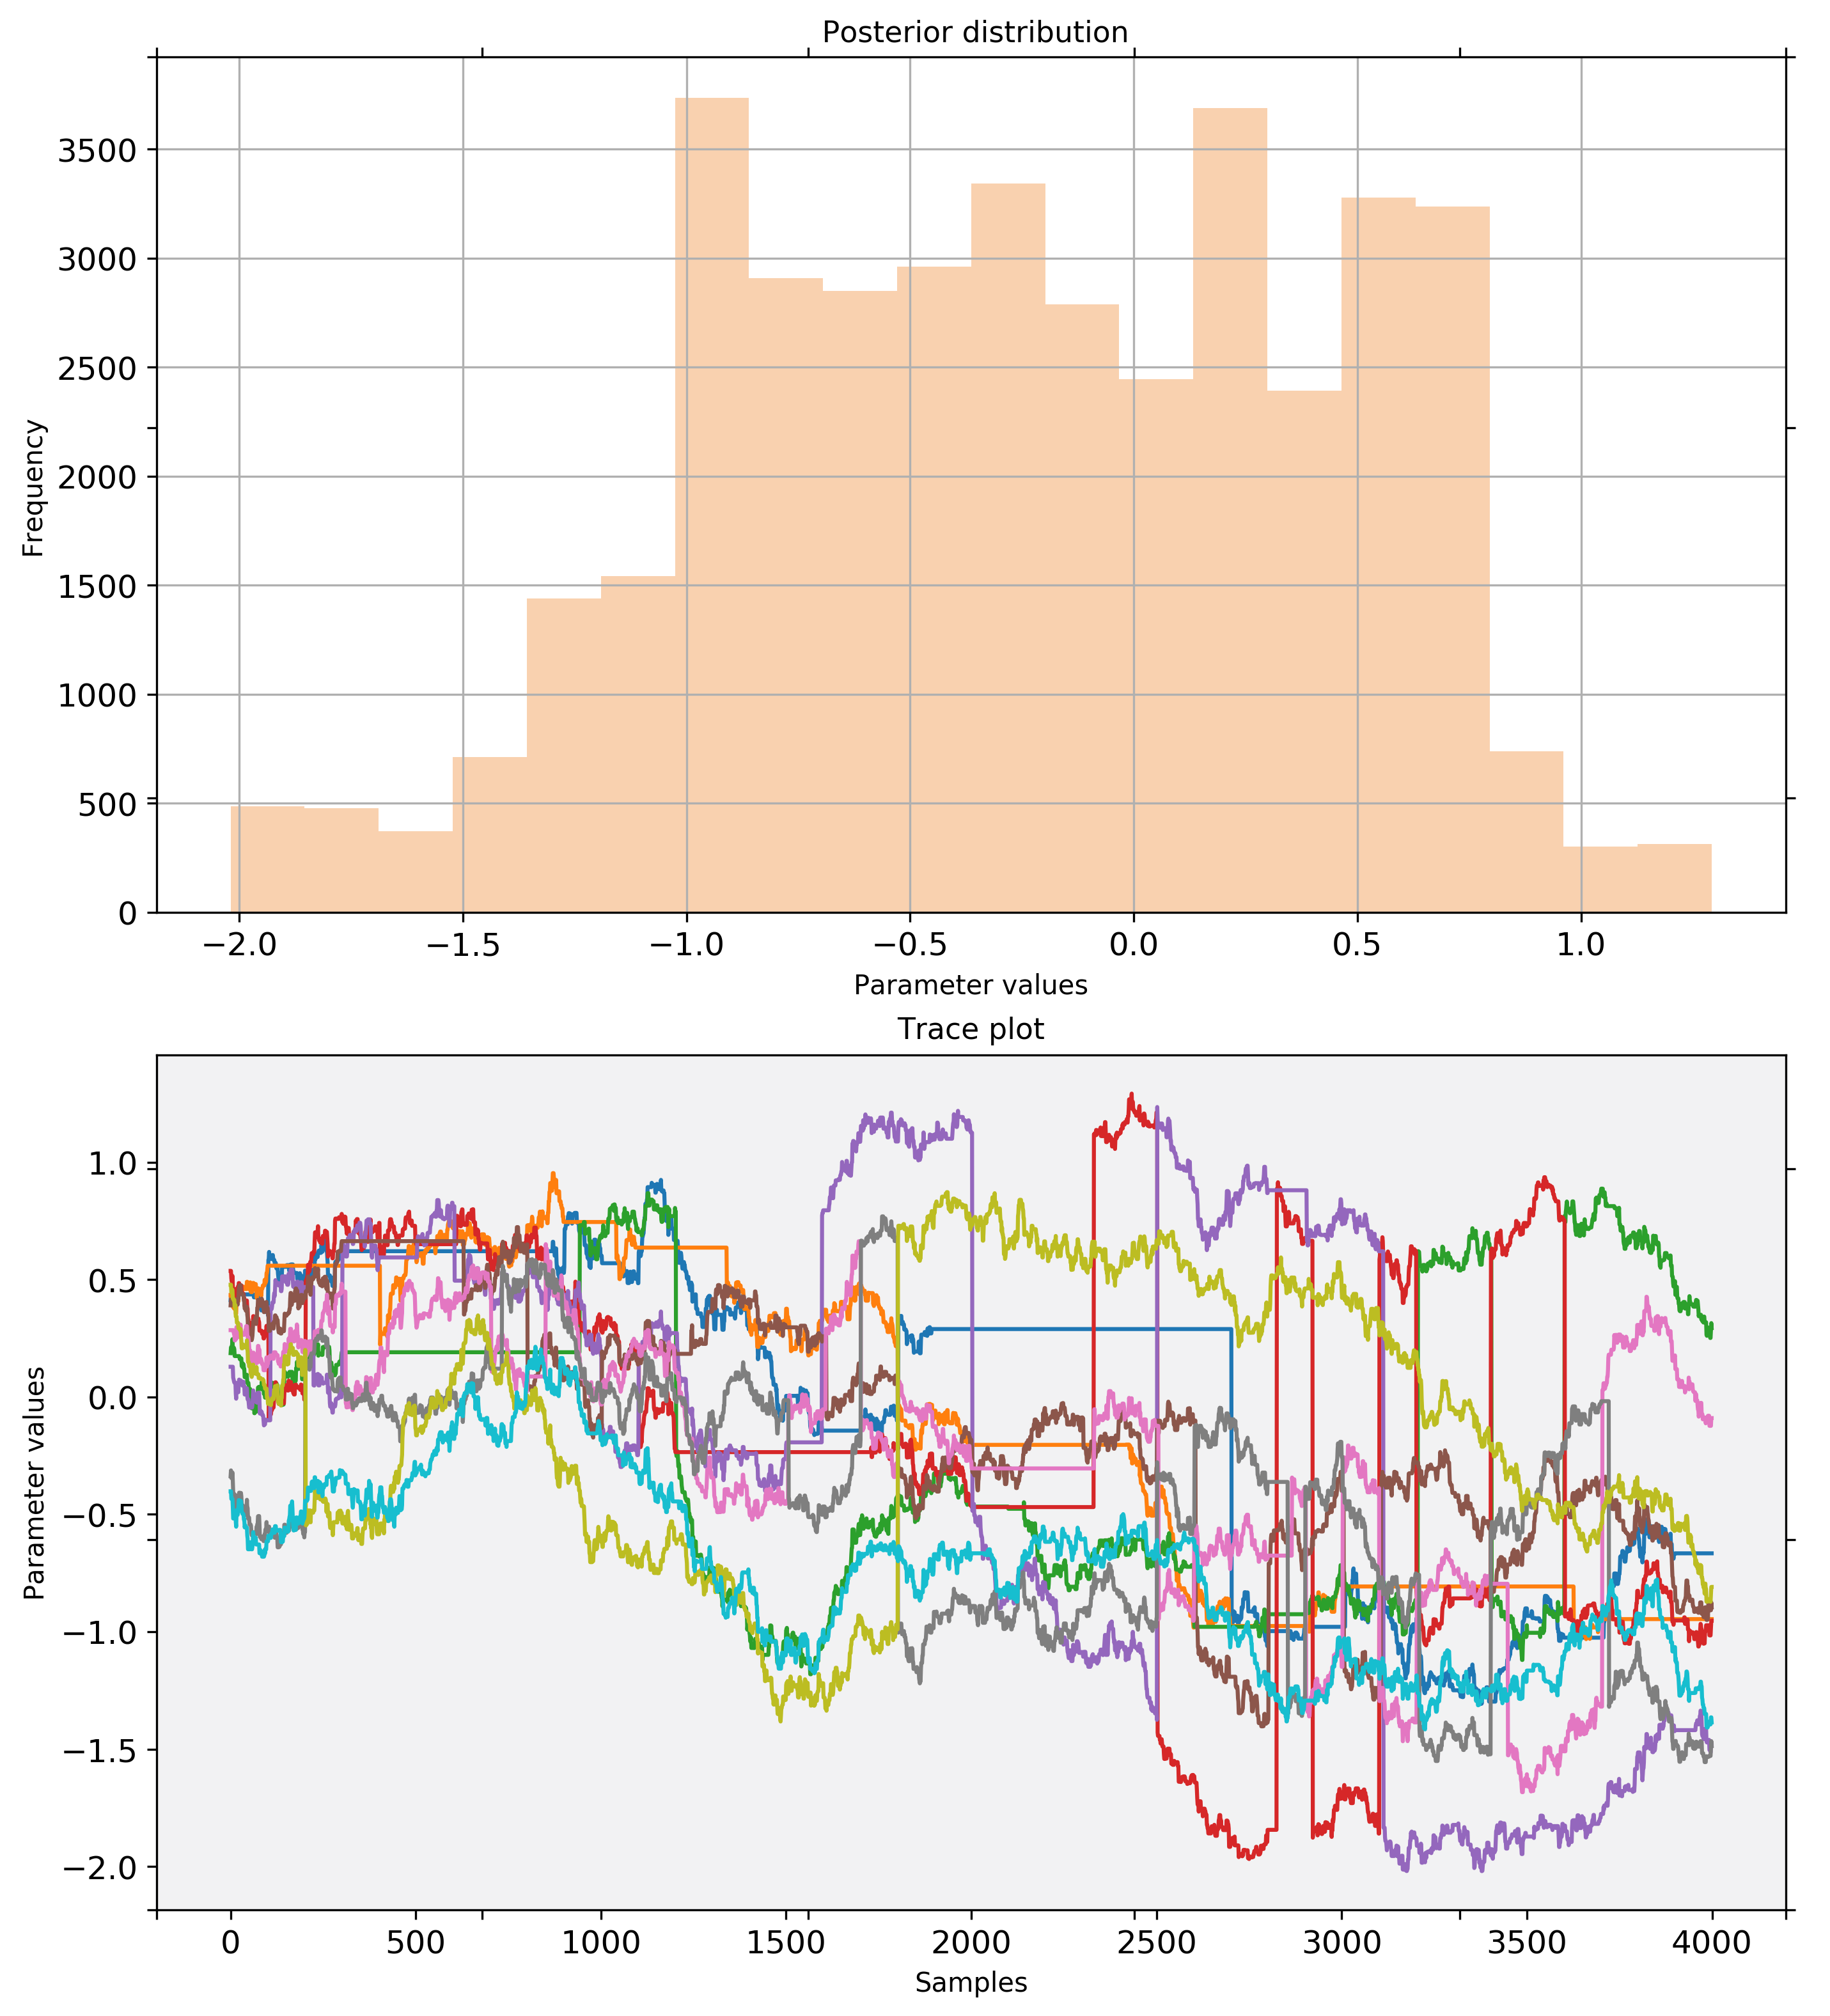 Posterior distribution
3500
3000
2500
2000
1500
1000
500
0
Frequency
−2.0 −1.5 −1.0 −0.5 0.0 0.5 1.0
Parameter values
Trace plot
1.0
0.5
0.0
−0.5
−1.0
−1.5
−2.0
Parameter values
0 500 1000 1500 2000 2500 3000 3500 4000
Samples